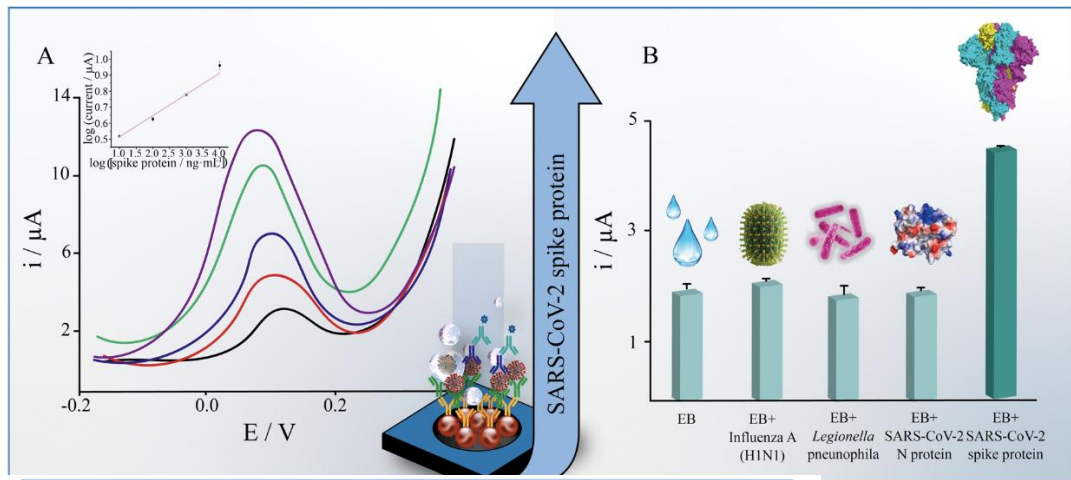 A
log (current / μA)
1.0
0.9
0.8
0.7
0.6
0.5
1.0 1.5 2.0 2.5 3.0 3.5 4.0
log[spike protein / ng·mL⁻¹]
i / μA
14
10
6
2
-0.2 0.0 0.2
E / V
SARS-CoV-2 spike protein
B
i / μA
5
3
1
EB
EB+
Influenza A
(H1N1)
EB+
Legionella
pneunophila
EB+
SARS-CoV-2
N protein
EB+
SARS-CoV-2
spike protein